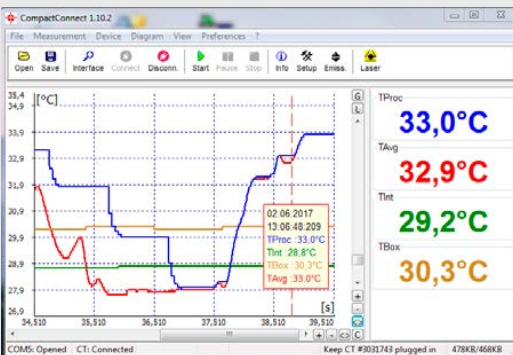 CompactConnect 1.10.2
File Measurement Device Diagram View Preferences ?
Open Save Interface Connect Disconn. Start Pause Stop Info Setup Emiss. Laser
35,4
34,9
[°C]
33,9
32,9
31,9
30,9
29,9
28,9
27,9
26,9
02.06.2017
13:06:48:209
TProc :33,0°C
TInt :28,8°C
TBox :30,3°C
TAvg :33,0°C
[s]
34,510 35,510 36,510 37,510 38,510 39,510
G
L
+
-
+ - <> C
TProc
33,0°C
TAvg
32,9°C
TInt
29,2°C
TBox
30,3°C
COM5: Opened CT: Connected Keep CT #3031743 plugged in 478KB/468KB